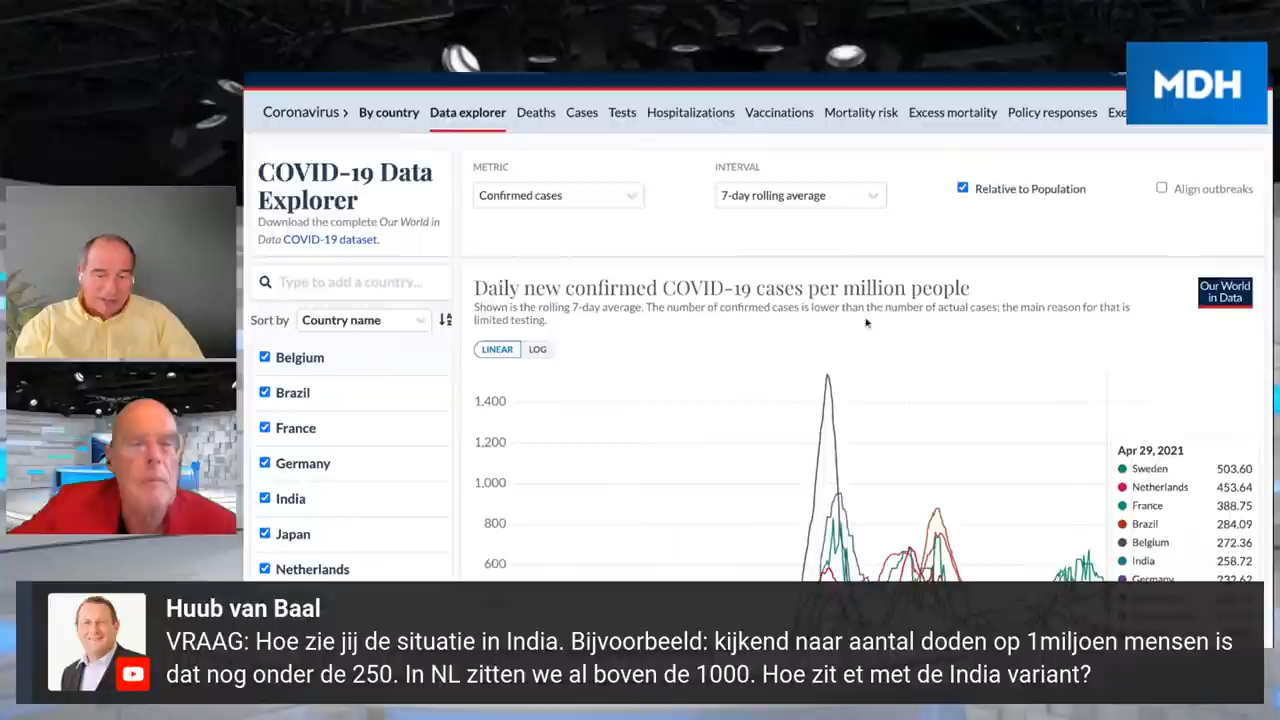 MDH
Coronavirus › By country Data explorer Deaths Cases Tests Hospitalizations Vaccinations Mortality risk Excess mortality Policy responses
COVID-19 Data
Explorer
Download the complete Our World in
Data COVID-19 dataset.
METRIC
Confirmed cases
INTERVAL
7-day rolling average
Relative to Population
Align outbreaks
Type to add a country...
Sort by Country name
Belgium
Brazil
France
Germany
India
Japan
Netherlands
Daily new confirmed COVID-19 cases per million people
Shown is the rolling 7-day average. The number of confirmed cases is lower than the number of actual cases; the main reason for that is
limited testing.
Our World
in Data
LINEAR LOG
1,400
1,200
1,000
800
600
Apr 29, 2021
Sweden 503.60
Netherlands 453.64
France 388.75
Brazil 284.09
Belgium 272.36
India 258.72
Germany 232.62
Huub van Baal
VRAAG: Hoe zie jij de situatie in India. Bijvoorbeeld: kijkend naar aantal doden op 1miljoen mensen is
dat nog onder de 250. In NL zitten we al boven de 1000. Hoe zit et met de India variant?